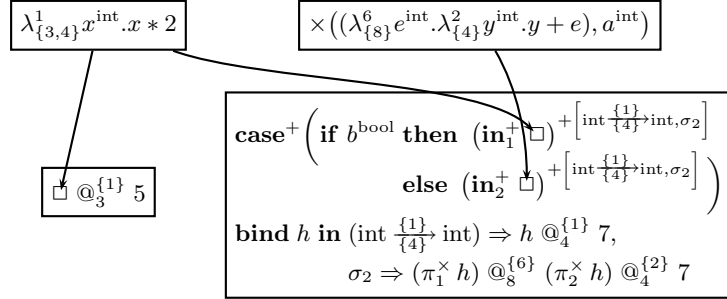 λ^1_{3,4} x^int. x ∗ 2
×((λ^6_{8} e^int. λ^2_{4} y^int. y + e), a^int)
□ @^{1}_3 5
case^+ ( if b^bool then (in^+_1 □)^{+[int –{1}/{4}→ int, σ_2]}
else (in^+_2 □)^{+[int –{1}/{4}→ int, σ_2]} )
bind h in (int –{1}/{4}→ int) ⇒ h @^{1}_4 7,
σ_2 ⇒ (π^×_1 h) @^{6}_8 (π^×_2 h) @^{2}_4 7